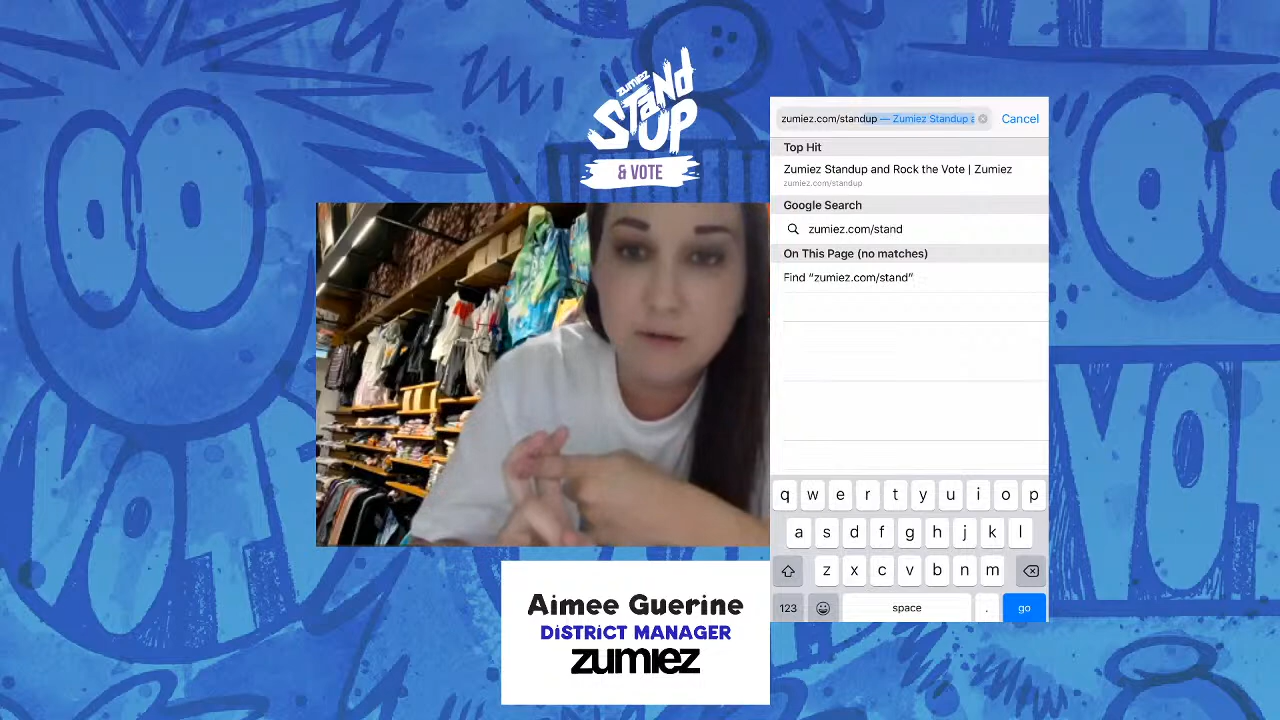 zumiez
STAND
UP
& VOTE
zumiez.com/standup — Zumiez Standup a
Cancel
Top Hit
Zumiez Standup and Rock the Vote | Zumiez
zumiez.com/standup
Google Search
zumiez.com/stand
On This Page (no matches)
Find “zumiez.com/stand”
q w e r t y u i o p
a s d f g h j k l
z x c v b n m
123 space . go
Aimee Guerine
DiSTRiCT MANAGER
zumiez
VOTE
VO